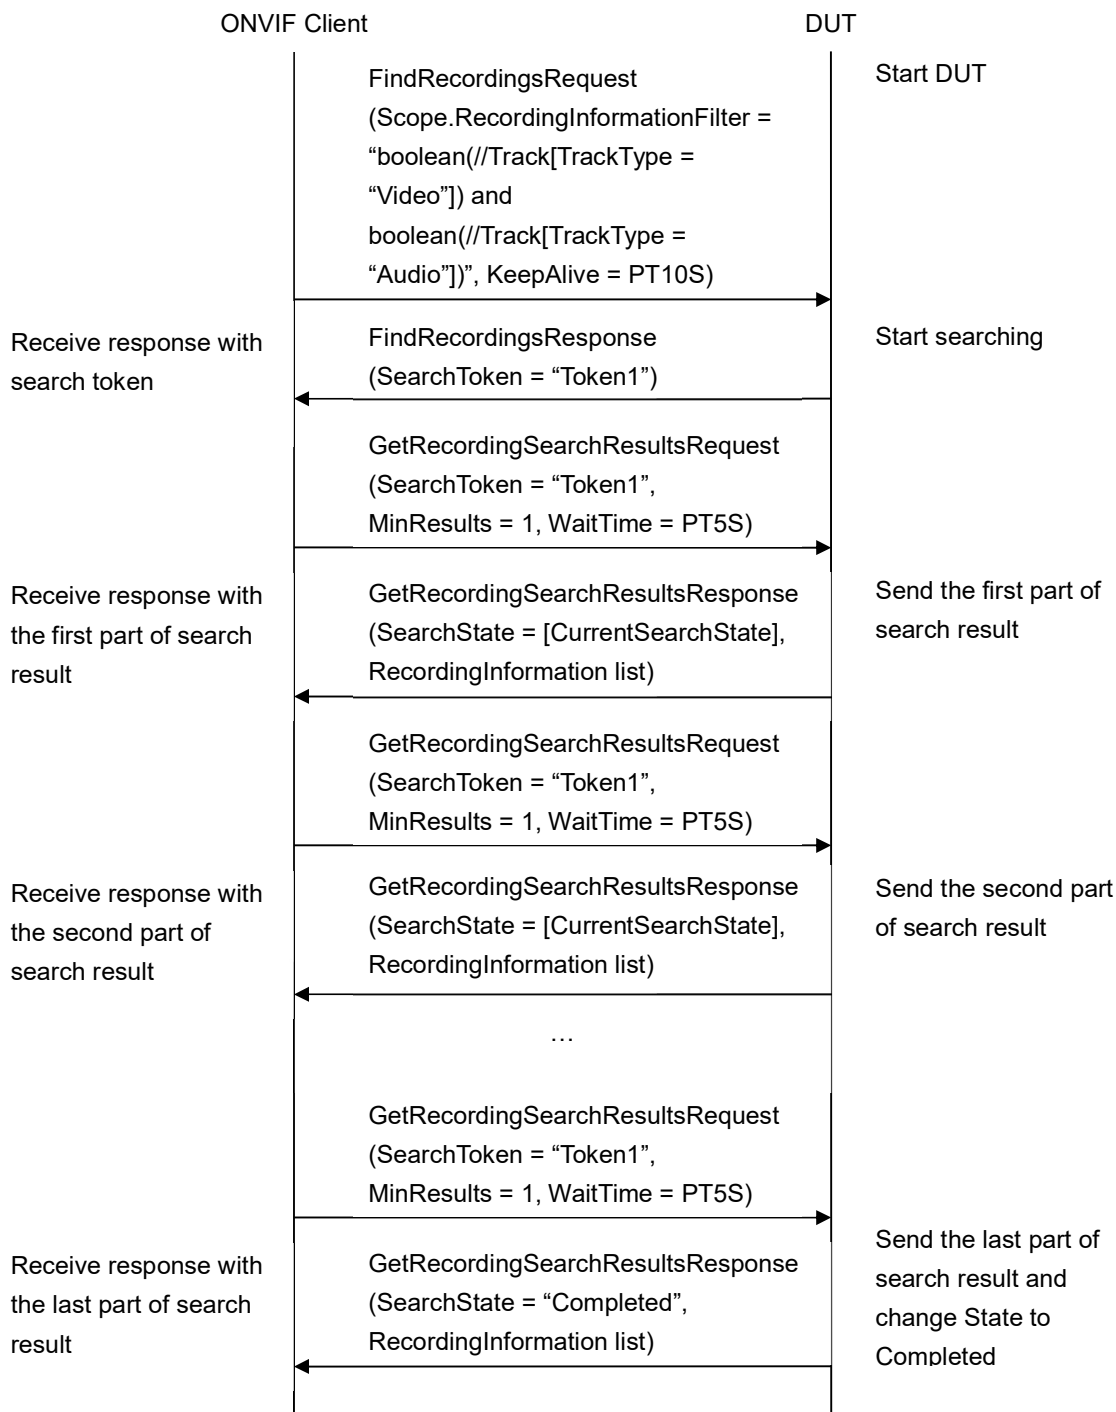 ONVIF Client
DUT
FindRecordingsRequest
(Scope.RecordingInformationFilter =
“boolean(//Track[TrackType =
“Video”]) and
boolean(//Track[TrackType =
“Audio”])”, KeepAlive = PT10S)
Start DUT
Receive response with
search token
FindRecordingsResponse
(SearchToken = “Token1”)
Start searching
GetRecordingSearchResultsRequest
(SearchToken = “Token1”,
MinResults = 1, WaitTime = PT5S)
Receive response with
the first part of search
result
GetRecordingSearchResultsResponse
(SearchState = [CurrentSearchState],
RecordingInformation list)
Send the first part of
search result
GetRecordingSearchResultsRequest
(SearchToken = “Token1”,
MinResults = 1, WaitTime = PT5S)
Receive response with
the second part of
search result
GetRecordingSearchResultsResponse
(SearchState = [CurrentSearchState],
RecordingInformation list)
Send the second part
of search result
…
GetRecordingSearchResultsRequest
(SearchToken = “Token1”,
MinResults = 1, WaitTime = PT5S)
Receive response with
the last part of search
result
GetRecordingSearchResultsResponse
(SearchState = “Completed”,
RecordingInformation list)
Send the last part of
search result and
change State to
Completed